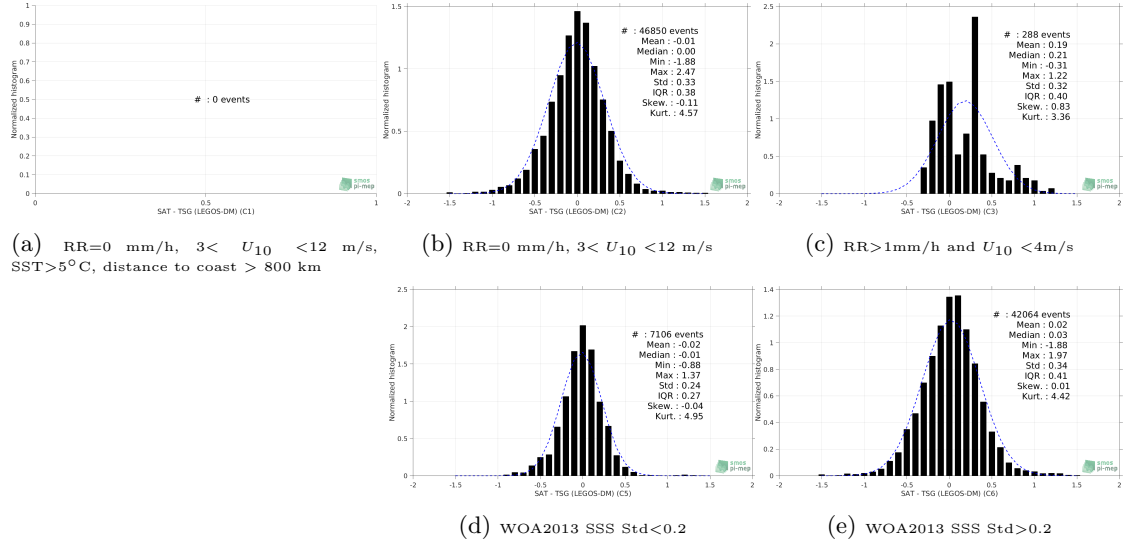 Normalized histogram
1
0.9
0.8
0.7
0.6
0.5
0.4
0.3
0.2
0.1
0
# : 0 events
0 0.5 1
SAT - TSG (LEGOS-DM) (C1)
smos
pi-mep
(a) RR=0 mm/h, 3< U10 <12 m/s,
SST>5°C, distance to coast > 800 km
Normalized histogram
1.5
1
0.5
0
# : 46850 events
Mean : -0.01
Median : 0.00
Min : -1.88
Max : 2.47
Std : 0.33
IQR : 0.38
Skew. : -0.11
Kurt. : 4.57
-2 -1.5 -1 -0.5 0 0.5 1 1.5 2
SAT - TSG (LEGOS-DM) (C2)
smos
pi-mep
(b) RR=0 mm/h, 3< U10 <12 m/s
Normalized histogram
2.5
2
1.5
1
0.5
0
# : 288 events
Mean : 0.19
Median : 0.21
Min : -0.31
Max : 1.22
Std : 0.32
IQR : 0.40
Skew. : 0.83
Kurt. : 3.36
-2 -1.5 -1 -0.5 0 0.5 1 1.5 2
SAT - TSG (LEGOS-DM) (C3)
smos
pi-mep
(c) RR>1mm/h and U10 <4m/s
Normalized histogram
2.5
2
1.5
1
0.5
0
# : 7106 events
Mean : -0.02
Median : -0.01
Min : -0.88
Max : 1.37
Std : 0.24
IQR : 0.27
Skew. : -0.04
Kurt. : 4.95
-2 -1.5 -1 -0.5 0 0.5 1 1.5 2
SAT - TSG (LEGOS-DM) (C5)
smos
pi-mep
(d) WOA2013 SSS Std<0.2
Normalized histogram
1.4
1.2
1
0.8
0.6
0.4
0.2
0
# : 42064 events
Mean : 0.02
Median : 0.03
Min : -1.88
Max : 1.97
Std : 0.34
IQR : 0.41
Skew. : 0.01
Kurt. : 4.42
-2 -1.5 -1 -0.5 0 0.5 1 1.5 2
SAT - TSG (LEGOS-DM) (C6)
smos
pi-mep
(e) WOA2013 SSS Std>0.2